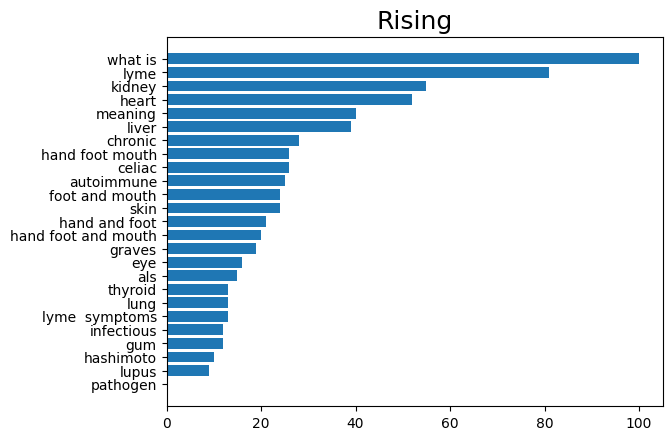 Rising
what is
lyme
kidney
heart
meaning
liver
chronic
hand foot mouth
celiac
autoimmune
foot and mouth
skin
hand and foot
hand foot and mouth
graves
eye
als
thyroid
lung
lyme  symptoms
infectious
gum
hashimoto
lupus
pathogen
0 20 40 60 80 100